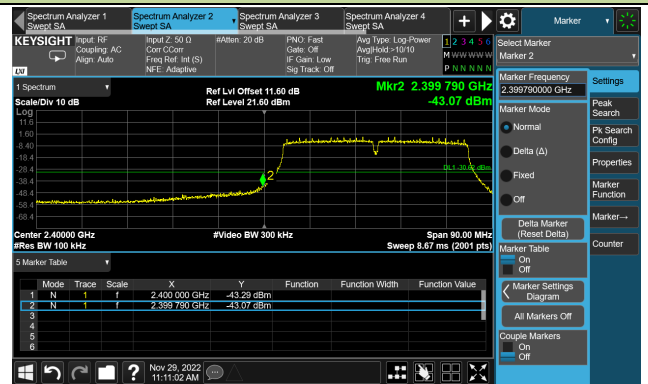 Spectrum Analyzer 1
Swept SA
Spectrum Analyzer 2
Swept SA
Spectrum Analyzer 3
Swept SA
Spectrum Analyzer 4
Swept SA
+
Marker
KEYSIGHT
Input: RF
Coupling: AC
Align: Auto
Input Z: 50 Ω
Corr CCorr
Freq Ref: Int (S)
NFE: Adaptive
#Atten: 20 dB
PNO: Fast
Gate: Off
IF Gain: Low
Sig Track: Off
Avg Type: Log-Power
Avg|Hold:>10/10
Trig: Free Run
1 2 3 4 5 6
M W W W W W
P N N N N N
LXI
Select Marker
Marker 2
1 Spectrum
Scale/Div 10 dB
Ref Lvl Offset 11.60 dB
Ref Level 21.60 dBm
Mkr2 2.399 790 GHz
-43.07 dBm
Log
11.6
1.60
-8.40
-18.4
-28.4
-38.4
-48.4
-58.4
-68.4
2
Center 2.40000 GHz
#Res BW 100 kHz
#Video BW 300 kHz
Span 90.00 MHz
Sweep 8.67 ms (2001 pts)
5 Marker Table
Mode Trace Scale X Y Function Function Width Function Value
1 N 1 f 2.400 000 GHz -43.29 dBm
2 N 1 f 2.399 790 GHz -43.07 dBm
3
4
5
6
Marker Frequency
2.399790000 GHz
Marker Mode
Normal
Delta (Δ)
Fixed
Off
Delta Marker
(Reset Delta)
Marker Table
On
Off
Marker Settings
Diagram
All Markers Off
Couple Markers
On
Off
Settings
Peak
Search
Pk Search
Config
Properties
Marker
Function
Marker→
Counter
?
Nov 29, 2022
11:11:02 AM